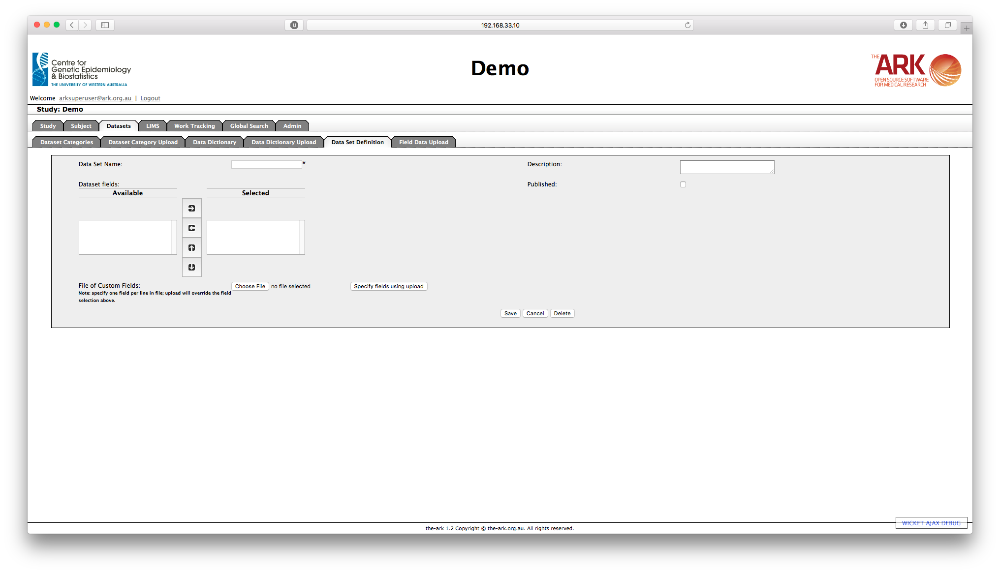 192.168.33.10
Centre for
Genetic Epidemiology
& Biostatistics
THE UNIVERSITY OF WESTERN AUSTRALIA
Demo
THE ARK
OPEN SOURCE SOFTWARE
FOR MEDICAL RESEARCH
Welcome arksuperuser@ark.org.au | Logout
Study: Demo
Study Subject Datasets LIMS Work Tracking Global Search Admin
Dataset Categories Dataset Category Upload Data Dictionary Data Dictionary Upload Data Set Definition Field Data Upload
Data Set Name: * Description:
Dataset fields: Published:
Available Selected
File of Custom Fields: Choose File no file selected Specify fields using upload
Note: specify one field per line in file; upload will override the field
selection above.
Save Cancel Delete
WICKET AJAX DEBUG
the-ark 1.2 Copyright © the-ark.org.au. All rights reserved.